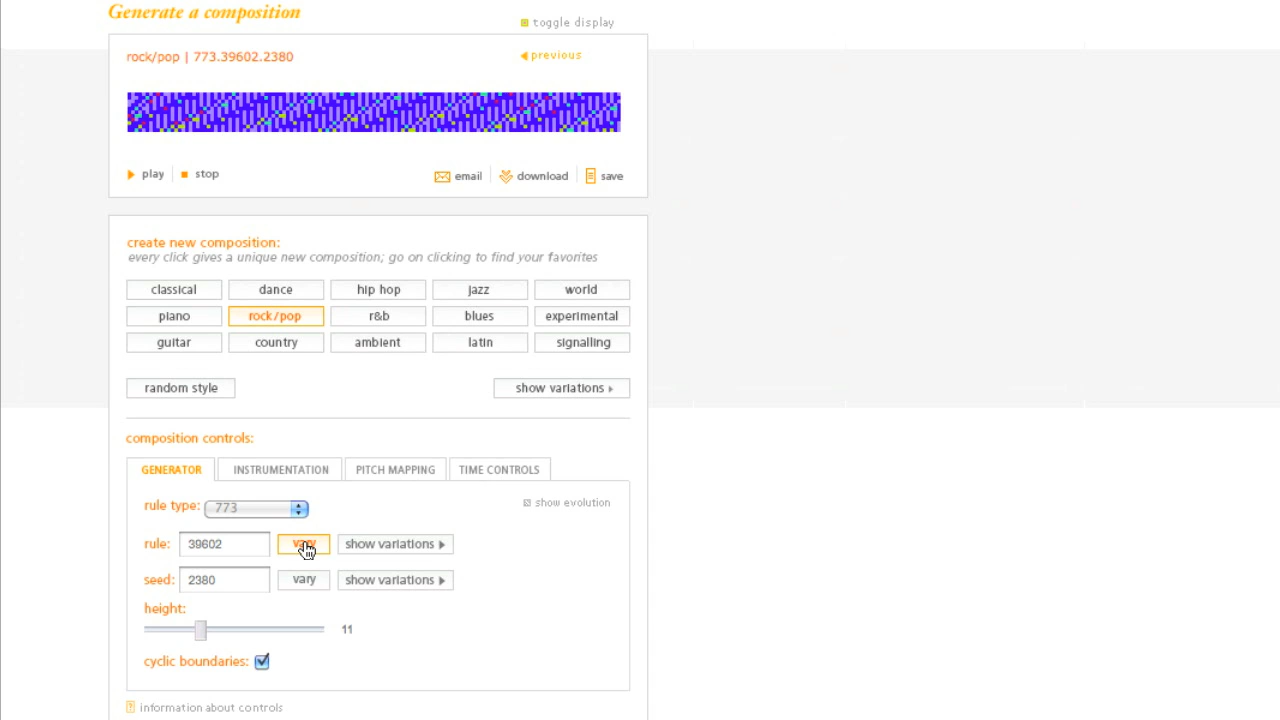 Generate a composition
toggle display
rock/pop | 773.39602.2380
previous
play stop email download save
create new composition:
every click gives a unique new composition; go on clicking to find your favorites
classical dance hip hop jazz world
piano rock/pop r&b blues experimental
guitar country ambient latin signalling
random style show variations
composition controls:
GENERATOR INSTRUMENTATION PITCH MAPPING TIME CONTROLS
rule type: 773 show evolution
rule: 39602 vary show variations
seed: 2380 vary show variations
height:
11
cyclic boundaries:
? information about controls